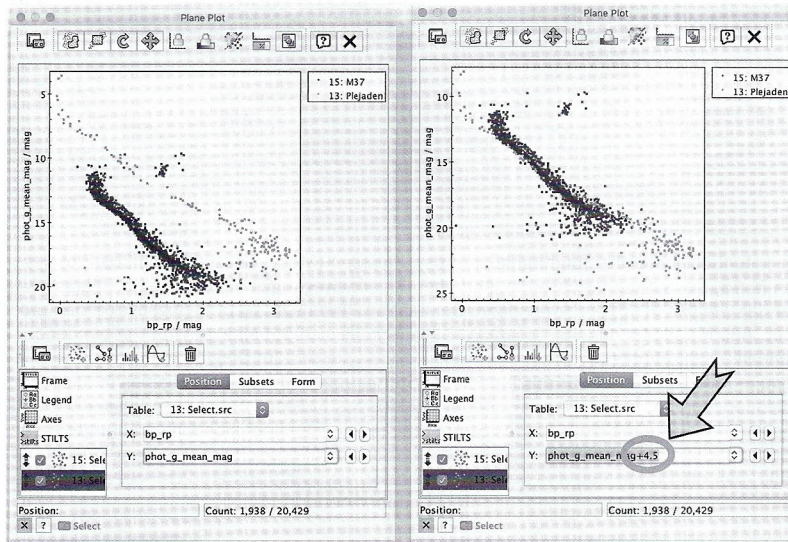 Plane Plot
15: M37
13: Plejaden
phot_g_mean_mag / mag
5
10
15
20
0
1
2
3
bp_rp / mag
Frame
Legend
Axes
STILTS
15: Sele
13: Sele
Position
Subsets
Form
Table:
13: Select.src
X:
bp_rp
Y:
phot_g_mean_mag
Position:
Count: 1,938 / 20,429
Select
Plane Plot
15: M37
13: Plejaden
phot_g_mean_mag / mag
10
15
20
25
0
1
2
3
bp_rp / mag
Frame
Legend
Axes
STILTS
15: Sele
13: Sele
Position
Subsets
F
Table:
13: Select.src
X:
bp_rp
Y:
phot_g_mean_mag+4.5
Position:
Count: 1,938 / 20,429
Select